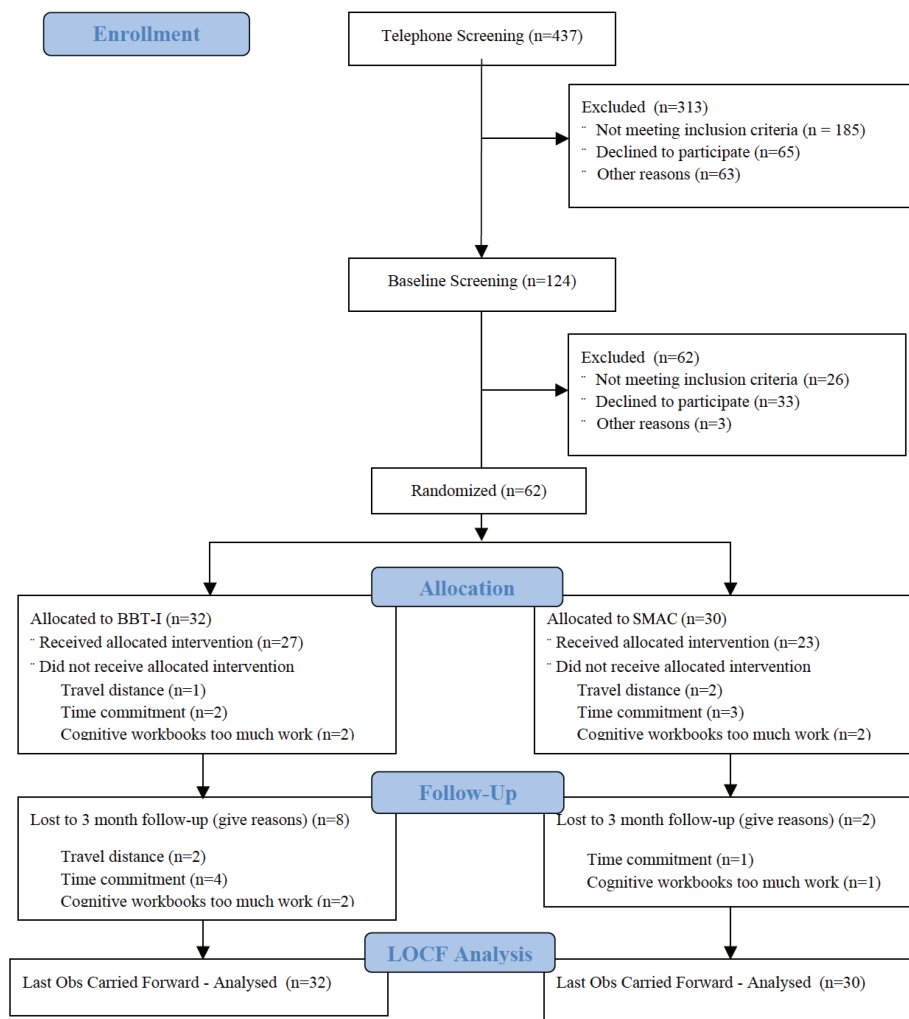 Enrollment
Telephone Screening (n=437)
Excluded (n=313)
¨ Not meeting inclusion criteria (n = 185)
¨ Declined to participate (n=65)
¨ Other reasons (n=63)
Baseline Screening (n=124)
Excluded (n=62)
¨ Not meeting inclusion criteria (n=26)
¨ Declined to participate (n=33)
¨ Other reasons (n=3)
Randomized (n=62)
Allocation
Allocated to BBT-I (n=32)
¨ Received allocated intervention (n=27)
¨ Did not receive allocated intervention
Travel distance (n=1)
Time commitment (n=2)
Cognitive workbooks too much work (n=2)
Allocated to SMAC (n=30)
¨ Received allocated intervention (n=23)
¨ Did not receive allocated intervention
Travel distance (n=2)
Time commitment (n=3)
Cognitive workbooks too much work (n=2)
Follow-Up
Lost to 3 month follow-up (give reasons) (n=8)
Travel distance (n=2)
Time commitment (n=4)
Cognitive workbooks too much work (n=2)
Lost to 3 month follow-up (give reasons) (n=2)
Time commitment (n=1)
Cognitive workbooks too much work (n=1)
LOCF Analysis
Last Obs Carried Forward - Analysed (n=32)
Last Obs Carried Forward - Analysed (n=30)